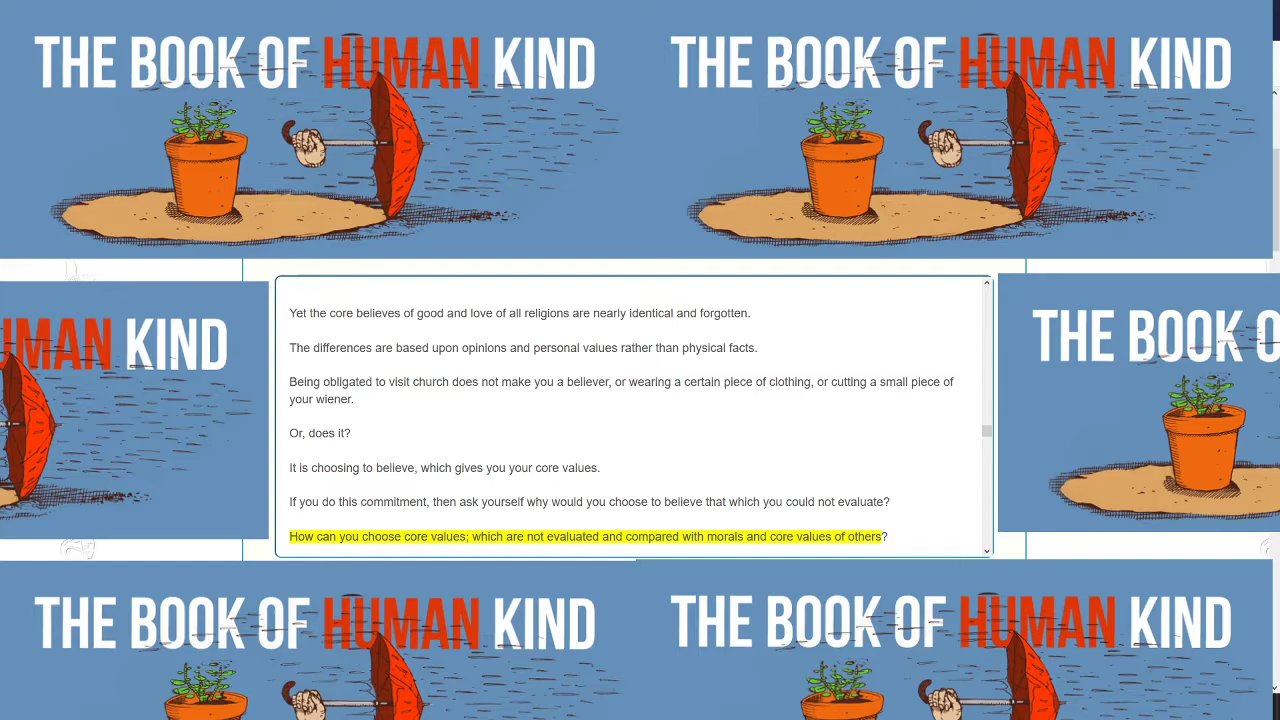 THE BOOK OF HUMAN KIND
THE BOOK OF HUMAN KIND
UMAN KIND
THE BOOK O
Yet the core believes of good and love of all religions are nearly identical and forgotten.
The differences are based upon opinions and personal values rather than physical facts.
Being obligated to visit church does not make you a believer, or wearing a certain piece of clothing, or cutting a small piece of
your wiener.
Or, does it?
It is choosing to believe, which gives you your core values.
If you do this commitment, then ask yourself why would you choose to believe that which you could not evaluate?
How can you choose core values; which are not evaluated and compared with morals and core values of others?
THE BOOK OF HUMAN KIND
THE BOOK OF HUMAN KIND